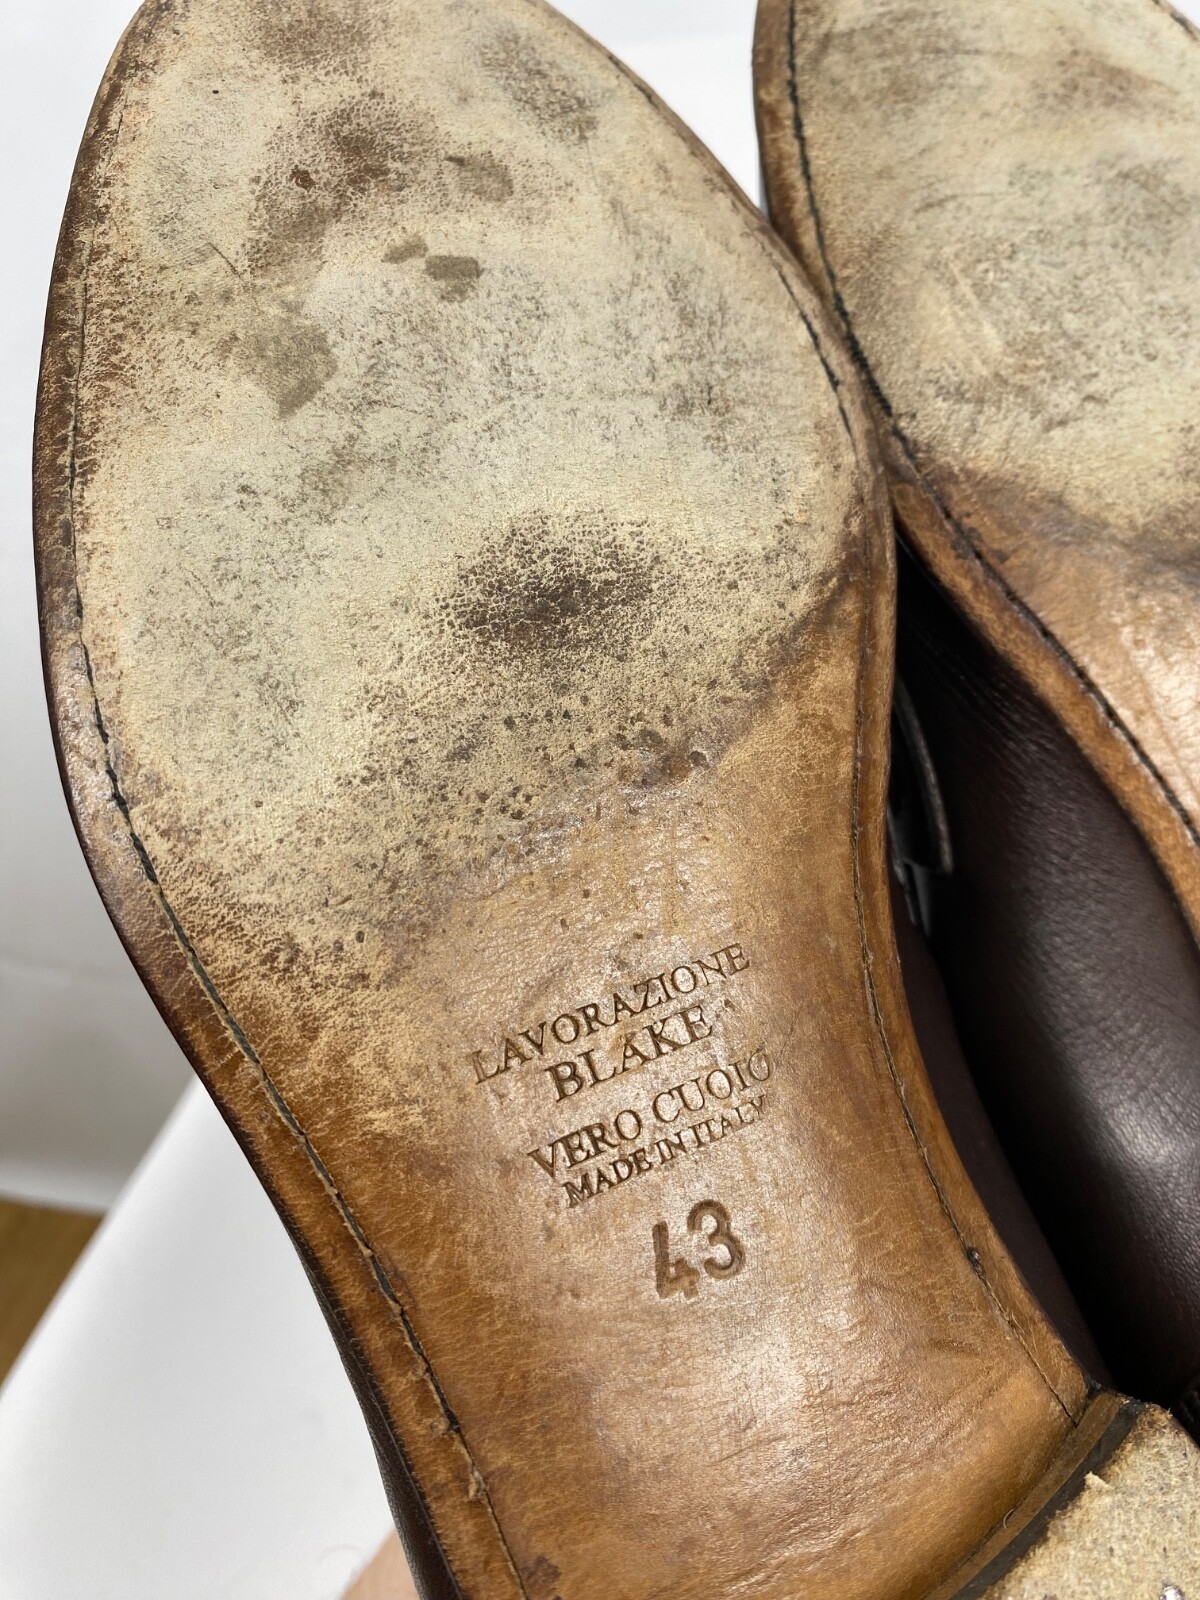 LAVORAZIONE
BLAKE
VERO CUOIO
MADE IN ITALY
43